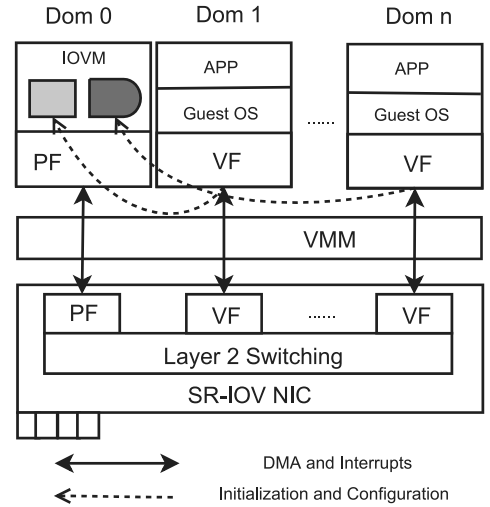 Dom 0 Dom 1 Dom n
IOVM APP APP
Guest OS ...... Guest OS
PF VF VF
VMM
PF VF ...... VF
Layer 2 Switching
SR-IOV NIC
DMA and Interrupts
Initialization and Configuration